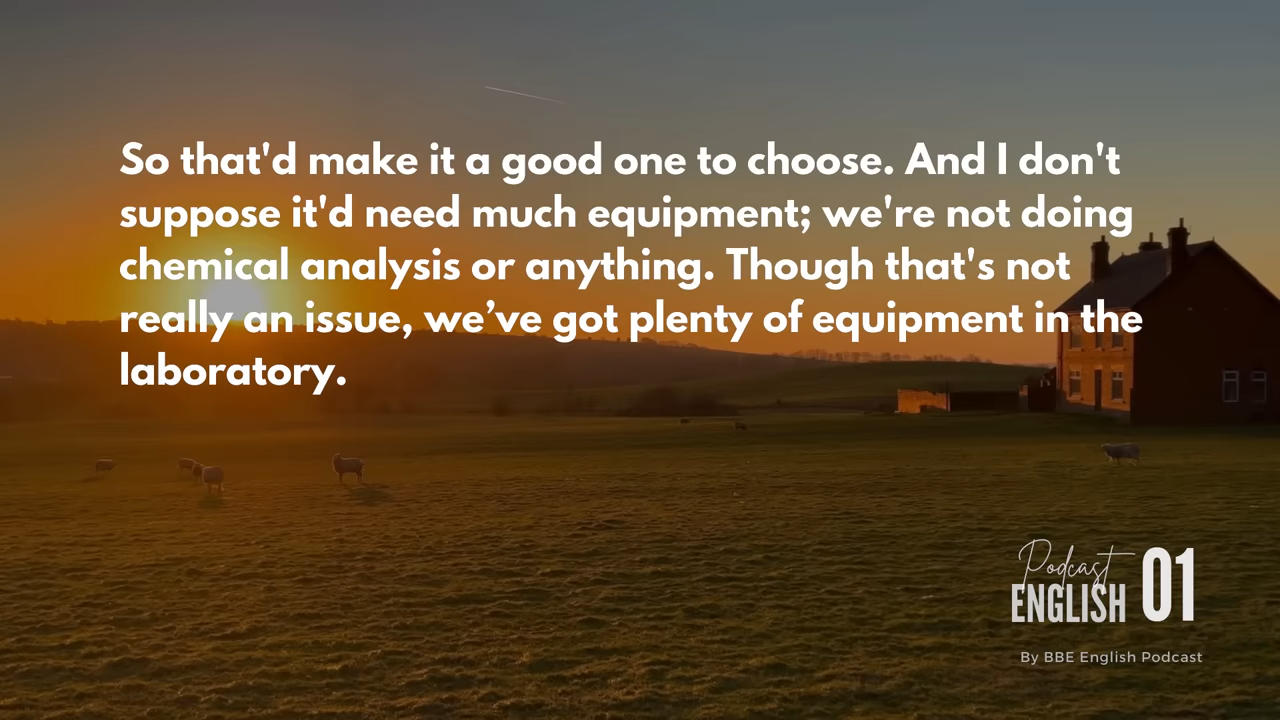 So that'd make it a good one to choose. And I don't
suppose it'd need much equipment; we're not doing
chemical analysis or anything. Though that's not
really an issue, we’ve got plenty of equipment in the
laboratory.
Podcast
ENGLISH 01
By BBE English Podcast